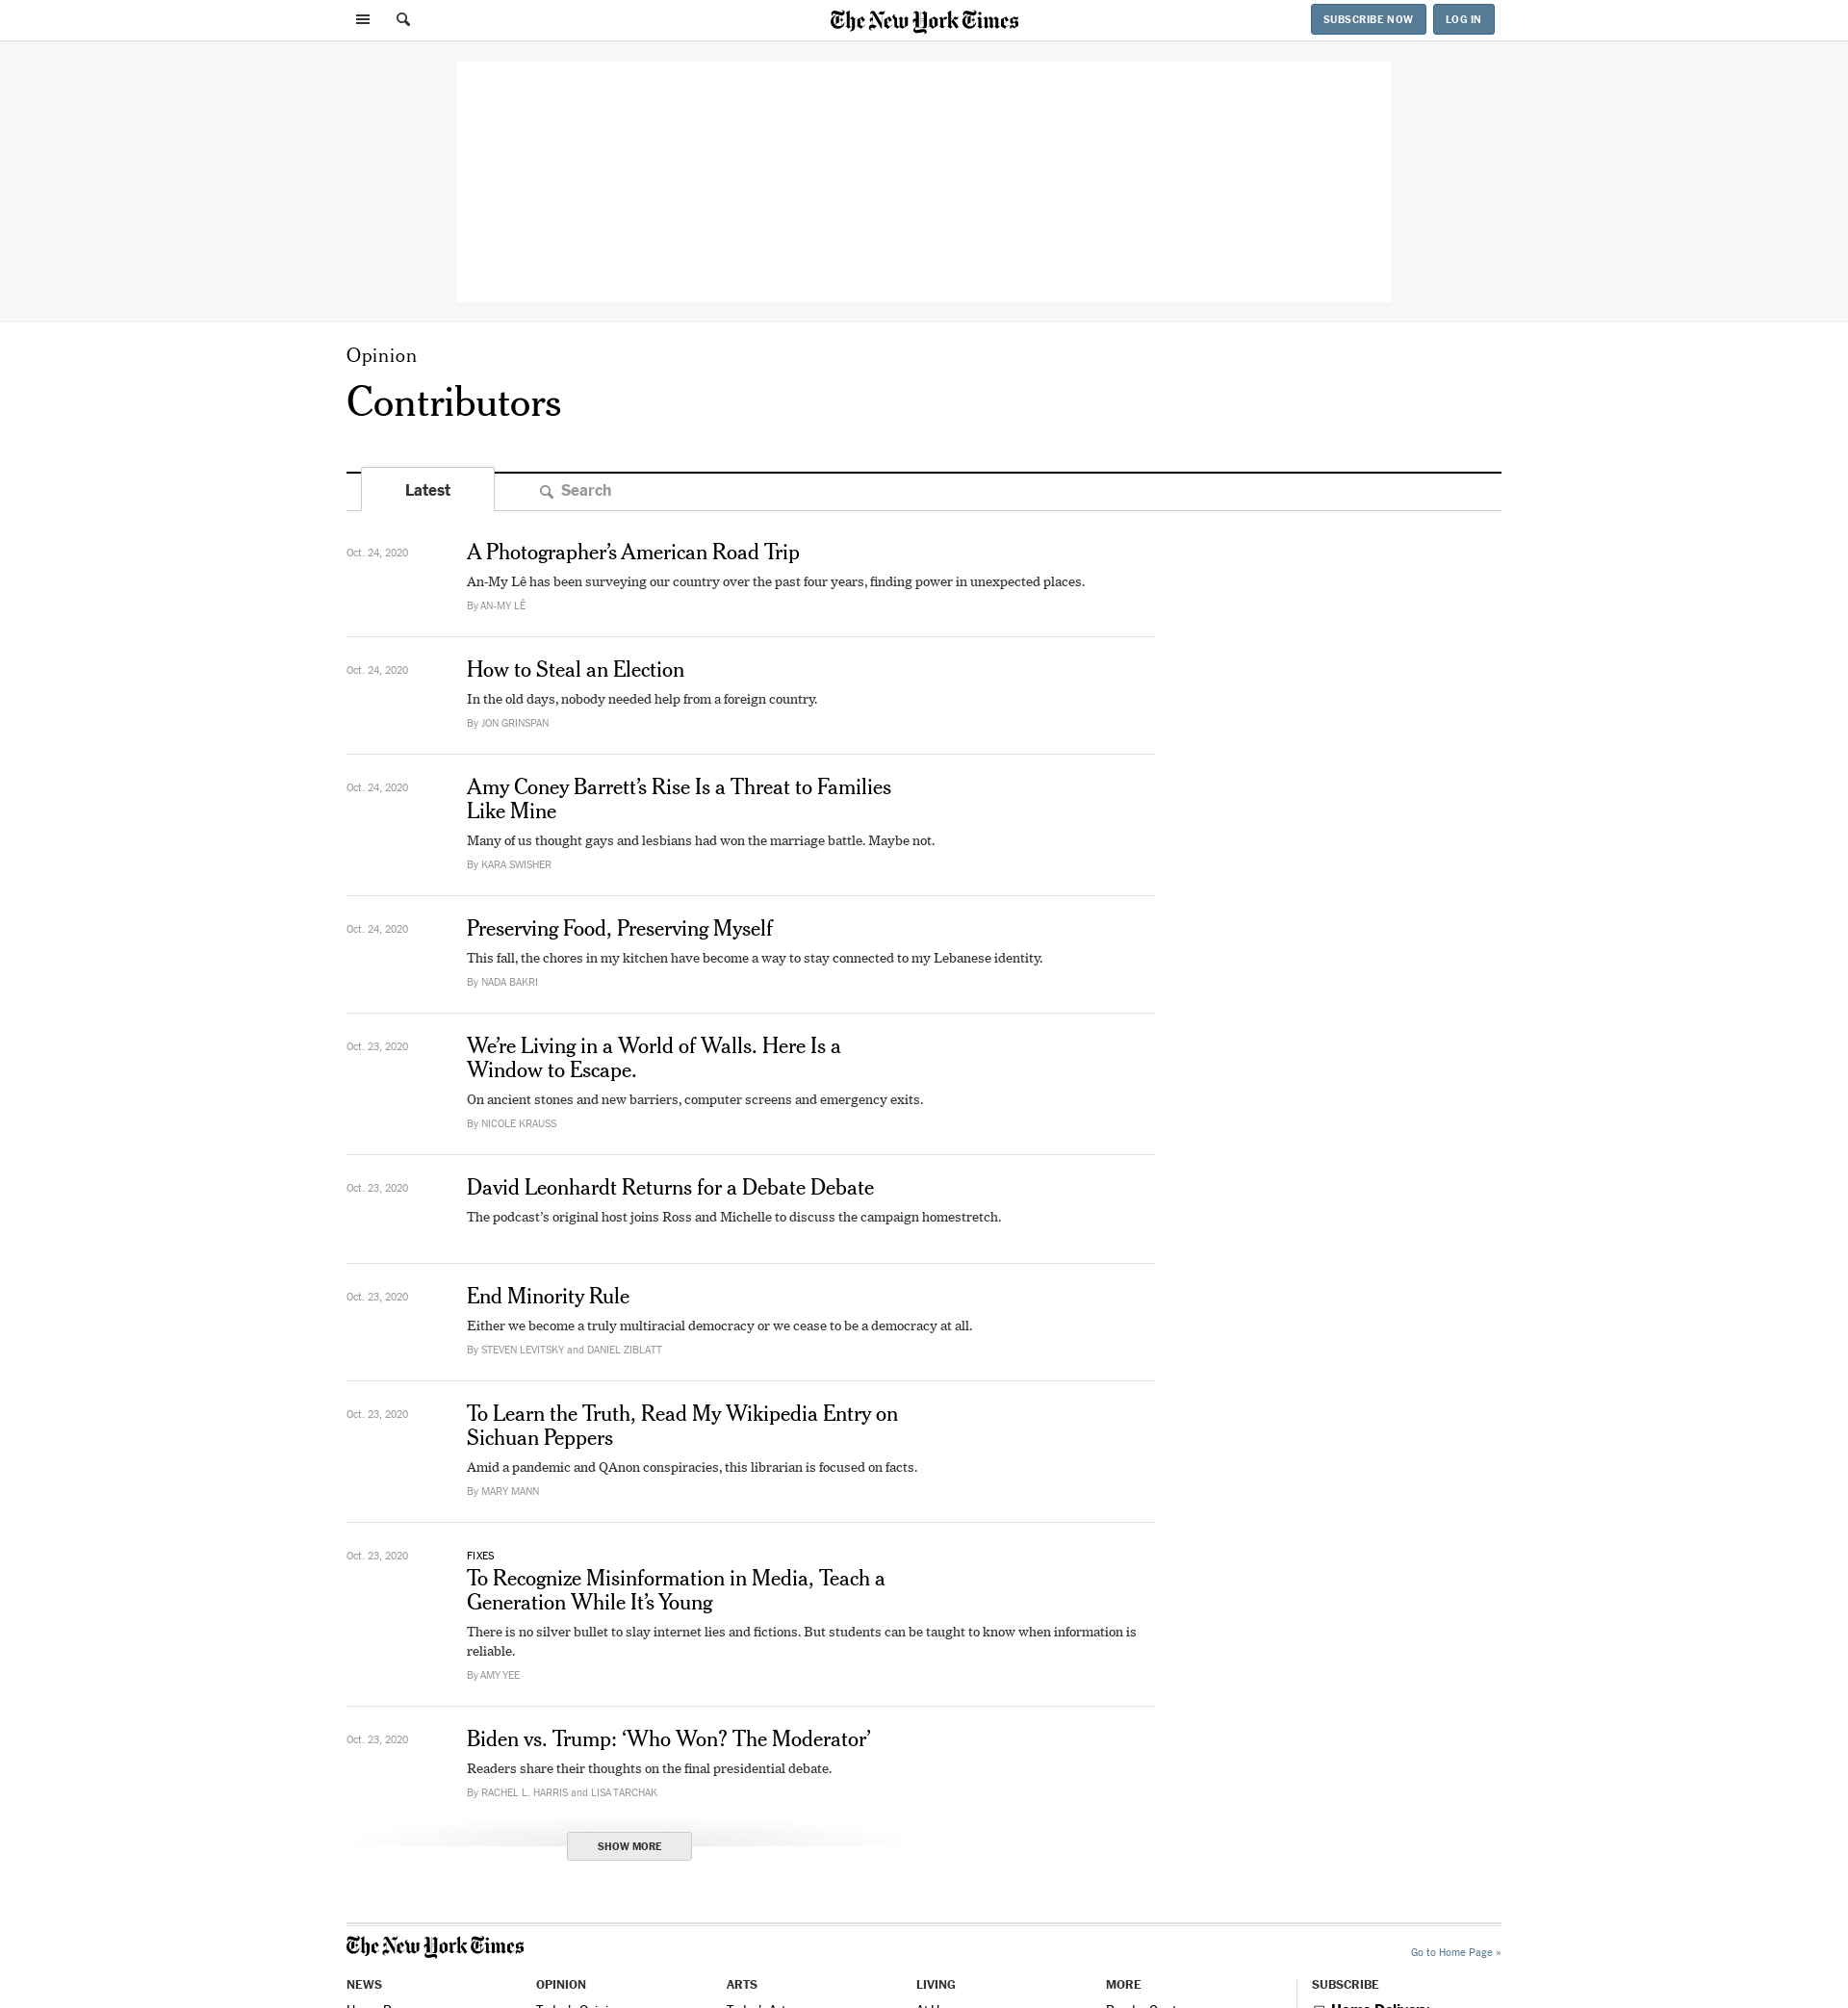 The New York Times
SUBSCRIBE NOW
LOG IN
Opinion
Contributors
Latest
Search
Oct. 24, 2020
A Photographer’s American Road Trip
An-My Lê has been surveying our country over the past four years, finding power in unexpected places.
By AN-MY LÊ
Oct. 24, 2020
How to Steal an Election
In the old days, nobody needed help from a foreign country.
By JON GRINSPAN
Oct. 24, 2020
Amy Coney Barrett’s Rise Is a Threat to Families
Like Mine
Many of us thought gays and lesbians had won the marriage battle. Maybe not.
By KARA SWISHER
Oct. 24, 2020
Preserving Food, Preserving Myself
This fall, the chores in my kitchen have become a way to stay connected to my Lebanese identity.
By NADA BAKRI
Oct. 23, 2020
We’re Living in a World of Walls. Here Is a
Window to Escape.
On ancient stones and new barriers, computer screens and emergency exits.
By NICOLE KRAUSS
Oct. 23, 2020
David Leonhardt Returns for a Debate Debate
The podcast’s original host joins Ross and Michelle to discuss the campaign homestretch.
Oct. 23, 2020
End Minority Rule
Either we become a truly multiracial democracy or we cease to be a democracy at all.
By STEVEN LEVITSKY and DANIEL ZIBLATT
Oct. 23, 2020
To Learn the Truth, Read My Wikipedia Entry on
Sichuan Peppers
Amid a pandemic and QAnon conspiracies, this librarian is focused on facts.
By MARY MANN
Oct. 23, 2020
FIXES
To Recognize Misinformation in Media, Teach a
Generation While It’s Young
There is no silver bullet to slay internet lies and fictions. But students can be taught to know when information is
reliable.
By AMY YEE
Oct. 23, 2020
Biden vs. Trump: ‘Who Won? The Moderator’
Readers share their thoughts on the final presidential debate.
By RACHEL L. HARRIS and LISA TARCHAK
SHOW MORE
The New York Times
Go to Home Page »
NEWS
OPINION
ARTS
LIVING
MORE
SUBSCRIBE
Home Delivery